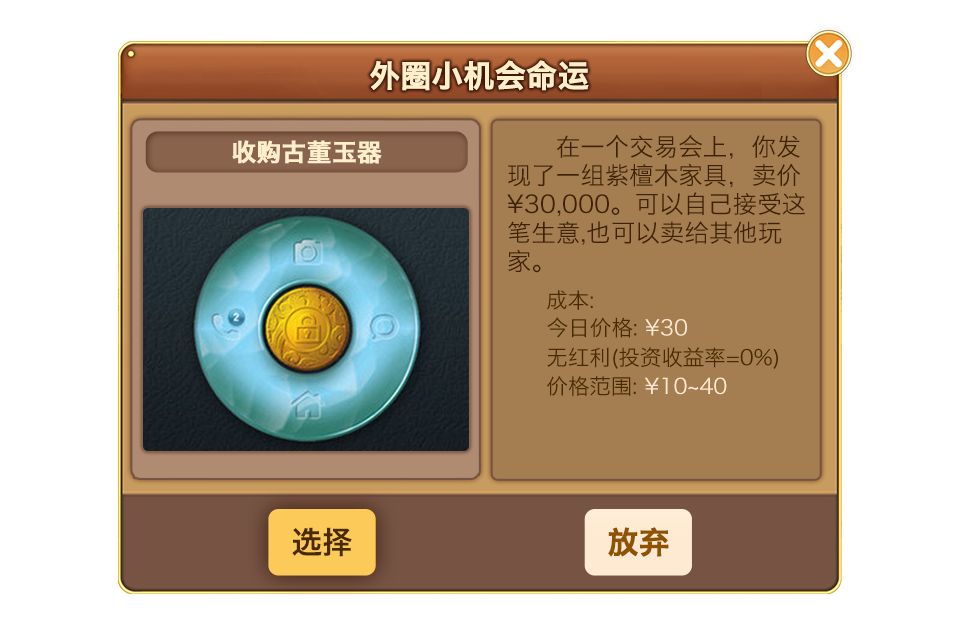 外圈小机会命运
收购古董玉器
2
在一个交易会上，你发
现了一组紫檀木家具，卖价
¥30,000。可以自己接受这
笔生意,也可以卖给其他玩
家。
成本:
今日价格: ¥30
无红利(投资收益率=0%)
价格范围: ¥10~40
选择
放弃